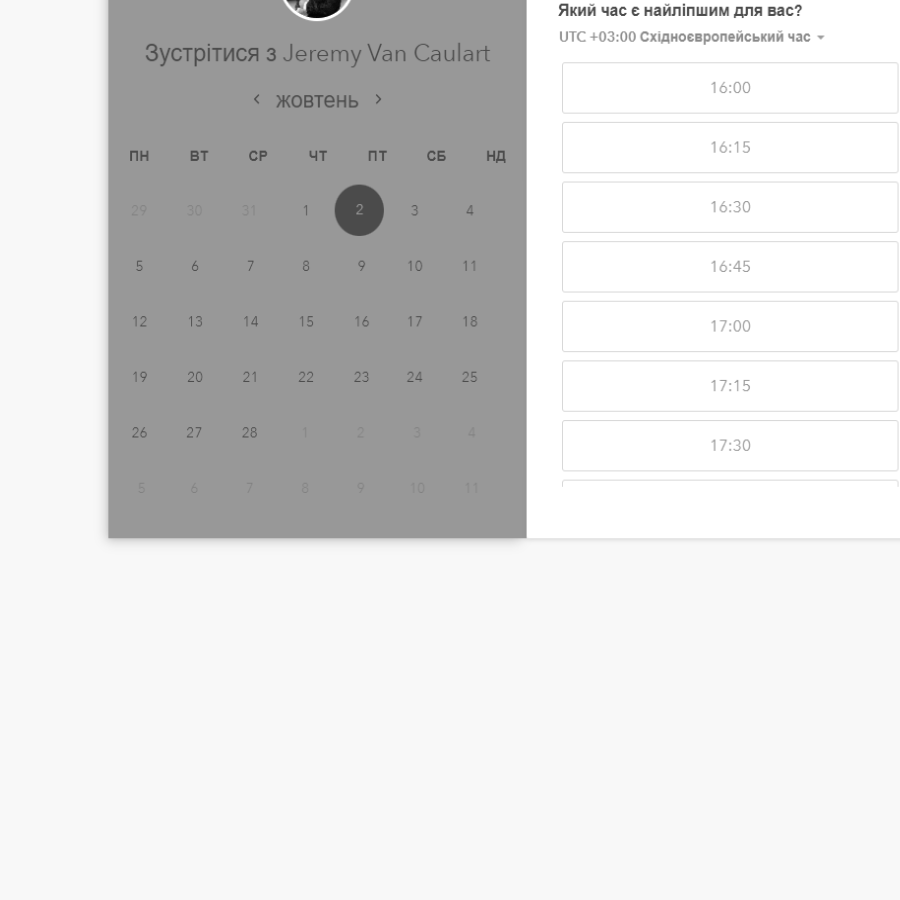 Зустрітися з Jeremy Van Caulart
жовтень
ПН ВТ СР ЧТ ПТ СБ НД
29 30 31 1 2 3 4
5 6 7 8 9 10 11
12 13 14 15 16 17 18
19 20 21 22 23 24 25
26 27 28 1 2 3 4
5 6 7 8 9 10 11
Який час є найліпшим для вас?
UTC +03:00 Східноєвропейський час
16:00
16:15
16:30
16:45
17:00
17:15
17:30